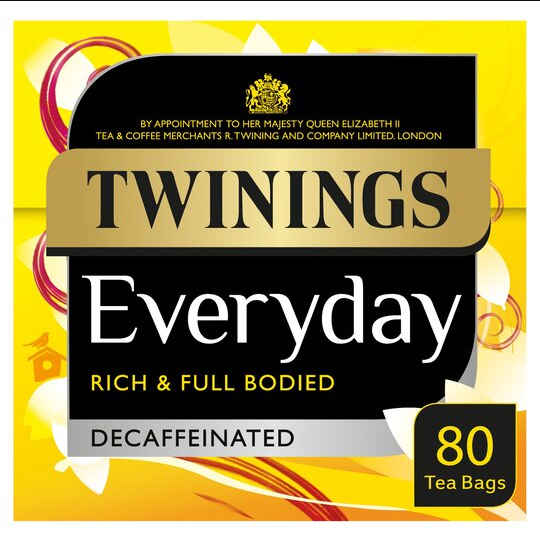 BY APPOINTMENT TO HER MAJESTY QUEEN ELIZABETH II
TEA & COFFEE MERCHANTS R.TWINING AND COMPANY LIMITED. LONDON
TWININGS
Everyday
RICH & FULL BODIED
DECAFFEINATED
80
Tea Bags